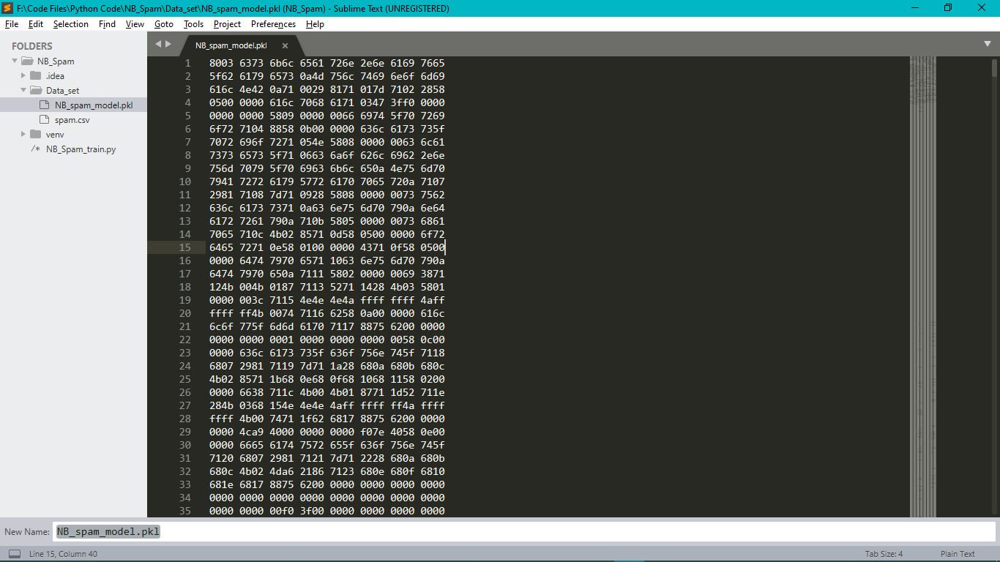 F:\Code Files\Python Code\NB_Spam\Data_set\NB_spam_model.pkl (NB_Spam) - Sublime Text (UNREGISTERED)
File Edit Selection Find View Goto Tools Project Preferences Help
FOLDERS
NB_Spam
.idea
Data_set
NB_spam_model.pkl
spam.csv
venv
/* NB_Spam_train.py
NB_spam_model.pkl ×
1 8003 6373 6b6c 6561 726e 2e6e 6169 7665
2 5f62 6179 6573 0a4d 756c 7469 6e6f 6d69
3 616c 4e42 0a71 0029 8171 017d 7102 2858
4 0500 0000 616c 7068 6171 0347 3ff0 0000
5 0000 0000 5809 0000 0066 6974 5f70 7269
6 6f72 7104 8858 0b00 0000 636c 6173 735f
7 7072 696f 7271 054e 5808 0000 0063 6c61
8 7373 6573 5f71 0663 6a6f 626c 6962 2e6e
9 756d 7079 5f70 6963 6b6c 650a 4e75 6d70
10 7941 7272 6179 5772 6170 7065 720a 7107
11 2981 7108 7d71 0928 5808 0000 0073 7562
12 636c 6173 7371 0a63 6e75 6d70 790a 6e64
13 6172 7261 790a 710b 5805 0000 0073 6861
14 7065 710c 4b02 8571 0d58 0500 0000 6f72
15 6465 7271 0e58 0100 0000 4371 0f58 0500
16 0000 6474 7970 6571 1063 6e75 6d70 790a
17 6474 7970 650a 7111 5802 0000 0069 3871
18 124b 004b 0187 7113 5271 1428 4b03 5801
19 0000 003c 7115 4e4e 4e4a ffff ffff 4aff
20 ffff ff4b 0074 7116 6258 0a00 0000 616c
21 6c6f 775f 6d6d 6170 7117 8875 6200 0000
22 0000 0000 0001 0000 0000 0000 0058 0c00
23 0000 636c 6173 735f 636f 756e 745f 7118
24 6807 2981 7119 7d71 1a28 680a 680b 680c
25 4b02 8571 1b68 0e68 0f68 1068 1158 0200
26 0000 6638 711c 4b00 4b01 8771 1d52 711e
27 284b 0368 154e 4e4e 4aff ffff ff4a ffff
28 ffff 4b00 7471 1f62 6817 8875 6200 0000
29 0000 4ca9 4000 0000 0000 f07e 4058 0e00
30 0000 6665 6174 7572 655f 636f 756e 745f
31 7120 6807 2981 7121 7d71 2228 680a 680b
32 680c 4b02 4da6 2186 7123 680e 680f 6810
33 681e 6817 8875 6200 0000 0000 0000 0000
34 0000 0000 0000 0000 0000 0000 0000 0000
35 0000 0000 00f0 3f00 0000 0000 0000 0000
New Name: NB_spam_model.pkl
Line 15, Column 40 Tab Size: 4 Plain Text